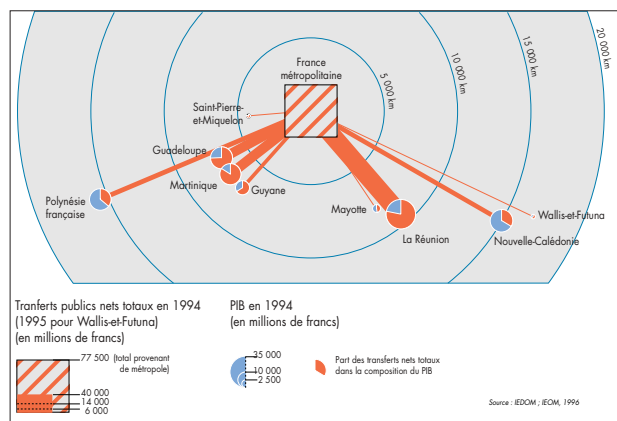 20 000 km
15 000 km
10 000 km
5 000 km
France
métropolitaine
Saint-Pierre-
et-Miquelon
Guadeloupe
Martinique
Guyane
Polynésie
française
Mayotte
La Réunion
Wallis-et-Futuna
Nouvelle-Calédonie
Tranferts publics nets totaux en 1994
(1995 pour Wallis-et-Futuna)
(en millions de francs)
77 500 (total provenant
de métropole)
40 000
14 000
6 000
PIB en 1994
(en millions de francs)
35 000
10 000
2 500
Part des transferts nets totaux
dans la composition du PIB
Source : IEDOM ; IEOM, 1996